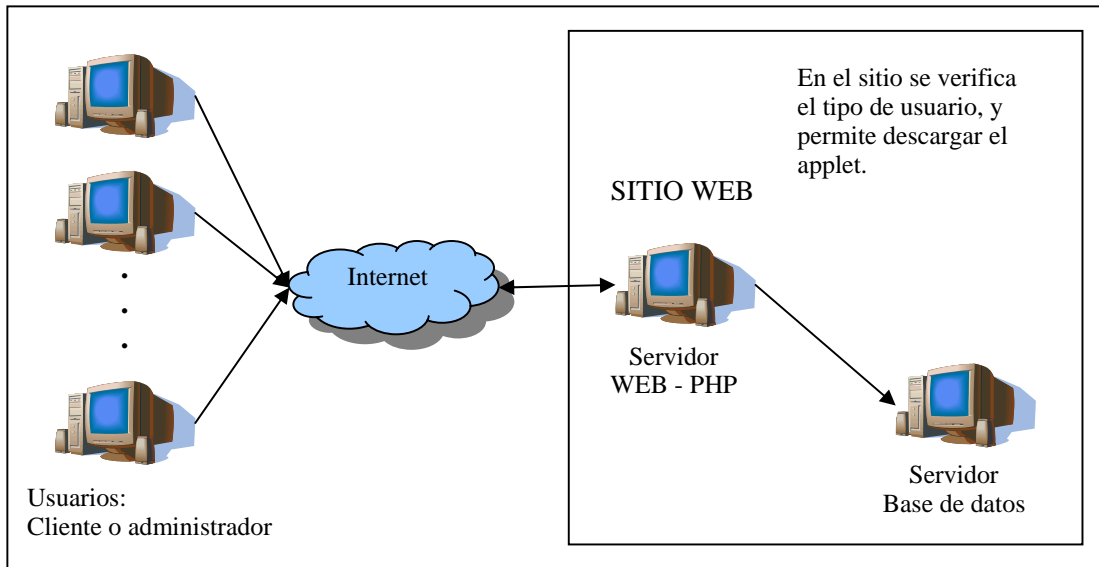 En el sitio se verifica
el tipo de usuario, y
permite descargar el
applet.
SITIO WEB
Internet
Servidor
WEB - PHP
Servidor
Base de datos
Usuarios:
Cliente o administrador